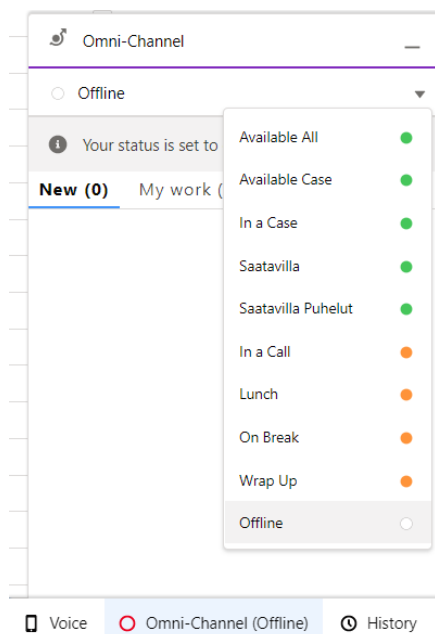 Omni-Channel
Offline
Your status is set to
New (0) My work (
Available All
Available Case
In a Case
Saatavilla
Saatavilla Puhelut
In a Call
Lunch
On Break
Wrap Up
Offline
Voice Omni-Channel (Offline) History